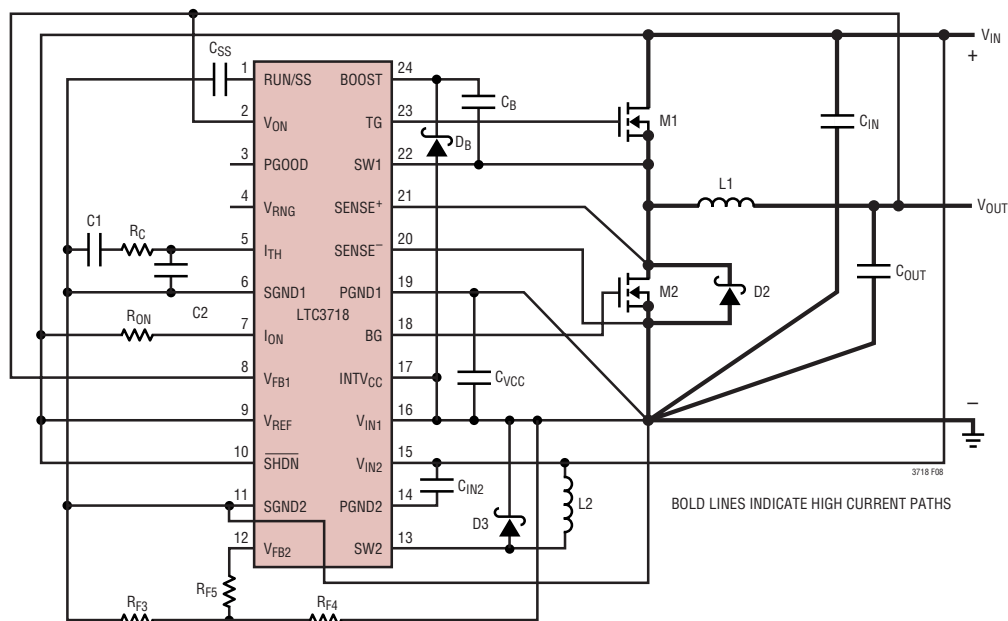 V_IN
+
C_SS
1 RUN/SS BOOST 24
C_B
2 V_ON TG 23
M1
C_IN
D_B
3 PGOOD SW1 22
L1
4 V_RNG SENSE+ 21
V_OUT
C1 R_C
5 I_TH SENSE− 20
C_OUT
6 SGND1 PGND1 19
M2
D2
C2
LTC3718
R_ON
7 I_ON BG 18
8 V_FB1 INTV_CC 17
C_VCC
−
9 V_REF V_IN1 16
10 S̅H̅D̅N̅ V_IN2 15
3718 F08
C_IN2
L2
BOLD LINES INDICATE HIGH CURRENT PATHS
11 SGND2 PGND2 14
D3
12 V_FB2 SW2 13
R_F5
R_F3
R_F4